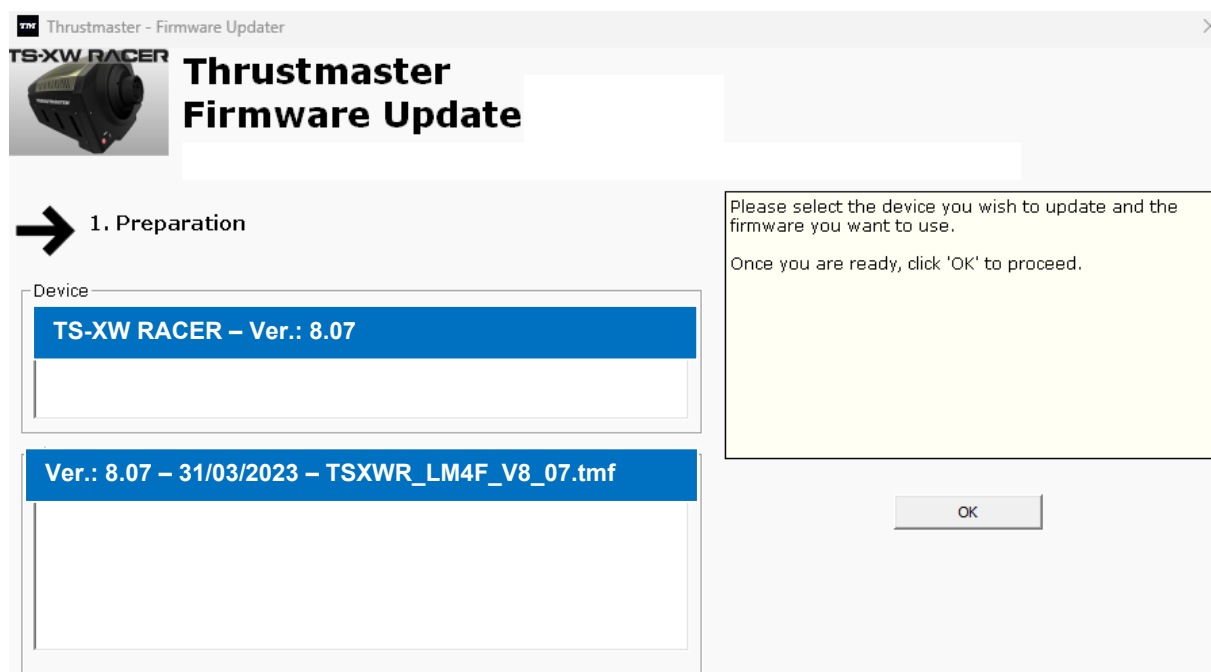 Thrustmaster - Firmware Updater
TS-XW RACER
Thrustmaster
Firmware Update
1. Preparation
Please select the device you wish to update and the
firmware you want to use.
Once you are ready, click 'OK' to proceed.
Device
TS-XW RACER – Ver.: 8.07
Ver.: 8.07 – 31/03/2023 – TSXWR_LM4F_V8_07.tmf
OK